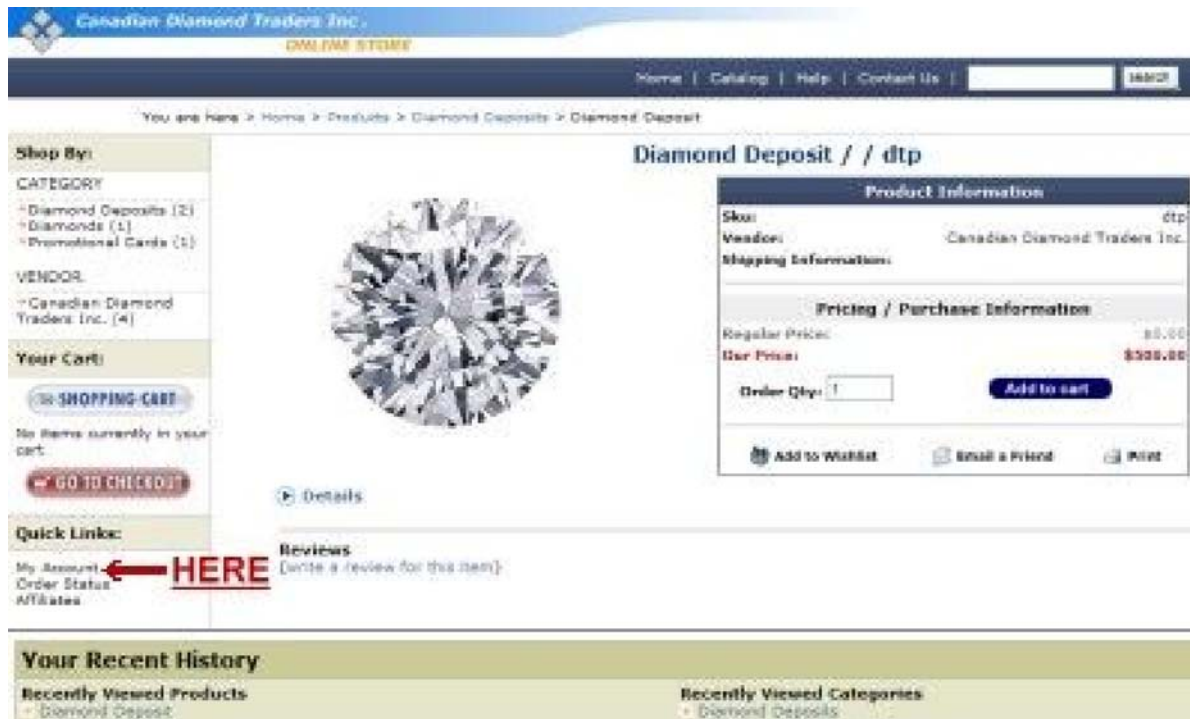 Canadian Diamond Traders Inc.
ONLINE STORE
Home | Catalog | Help | Contact Us |
search
You are here > Home > Products > Diamond Deposits > Diamond Deposit
Shop By:
CATEGORY
Diamond Deposits (2)
Diamonds (1)
Promotional Cards (1)
VENDOR
Canadian Diamond
Traders Inc. (4)
Your Cart:
SHOPPING CART
No items currently in your
cart
GO TO CHECKOUT
Quick Links:
My Account
Order Status
Affiliates
HERE
Diamond Deposit / / dtp
Product Information
Sku: dtp
Vendor: Canadian Diamond Traders Inc.
Shipping Information:
Pricing / Purchase Information
Regular Price: $0.00
Our Price: $500.00
Order Qty: 1
Add to cart
Add to Wishlist
Email a Friend
Print
Details
Reviews
[write a review for this item]
Your Recent History
Recently Viewed Products
Diamond Deposit
Recently Viewed Categories
Diamond Deposits